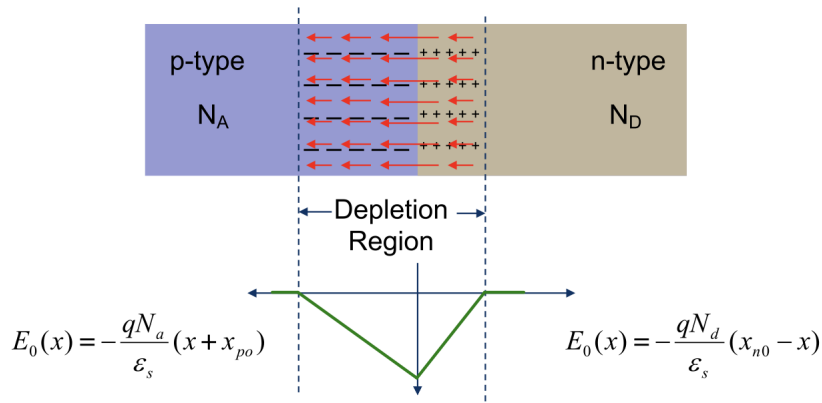 p-type
n-type
N_A
N_D
+ + + + +
+ + + + +
+ + + + +
+ + + + +
Depletion
Region
E_0(x) = -\frac{qN_a}{\varepsilon_s}(x + x_{po})
E_0(x) = -\frac{qN_d}{\varepsilon_s}(x_{n0} - x)